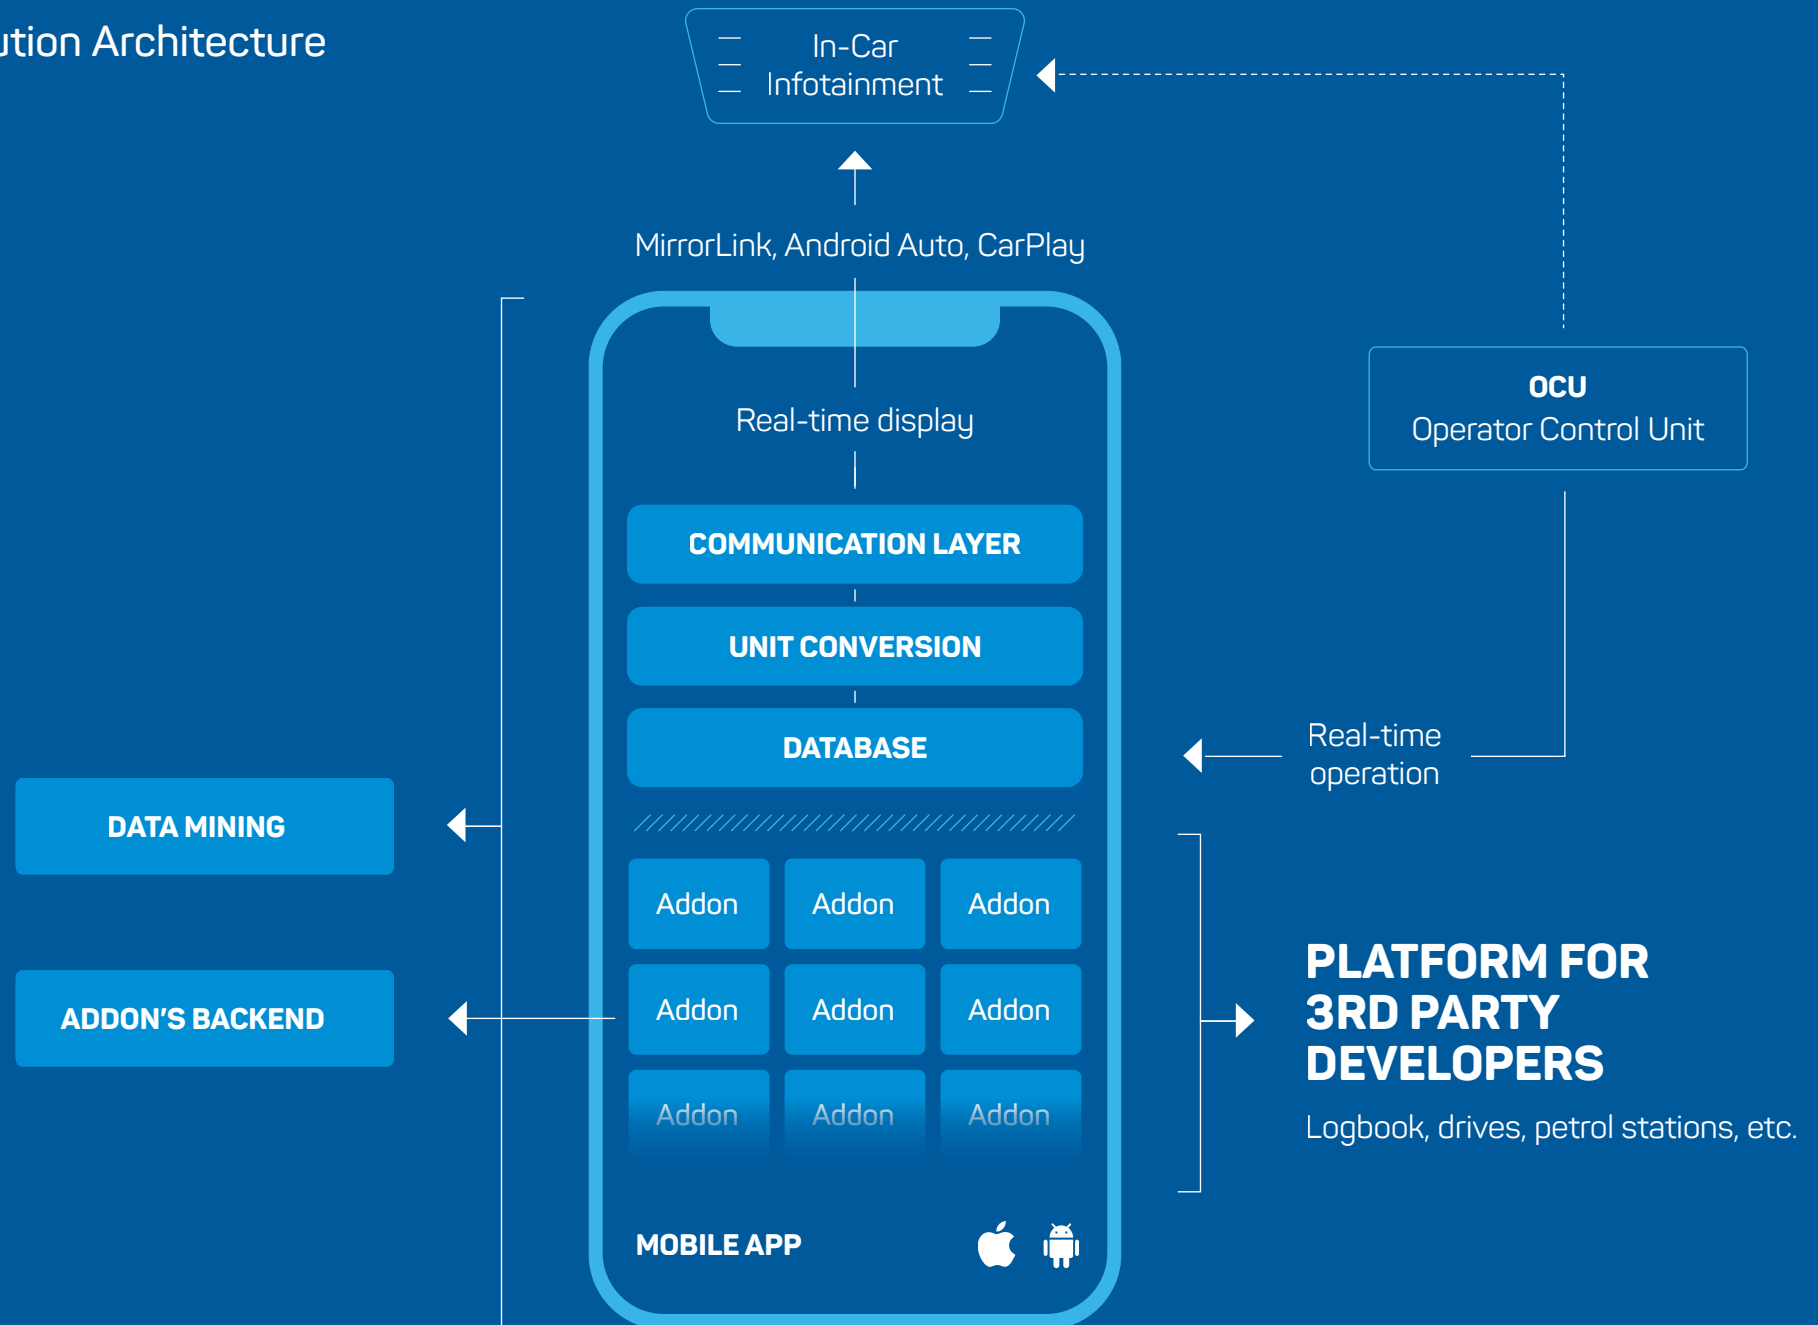 ution Architecture
In-Car
Infotainment
MirrorLink, Android Auto, CarPlay
Real-time display
OCU
Operator Control Unit
COMMUNICATION LAYER
UNIT CONVERSION
DATABASE
Real-time
operation
DATA MINING
Addon Addon Addon
ADDON’S BACKEND
Addon Addon Addon
Addon Addon Addon
PLATFORM FOR
3RD PARTY
DEVELOPERS
Logbook, drives, petrol stations, etc.
MOBILE APP